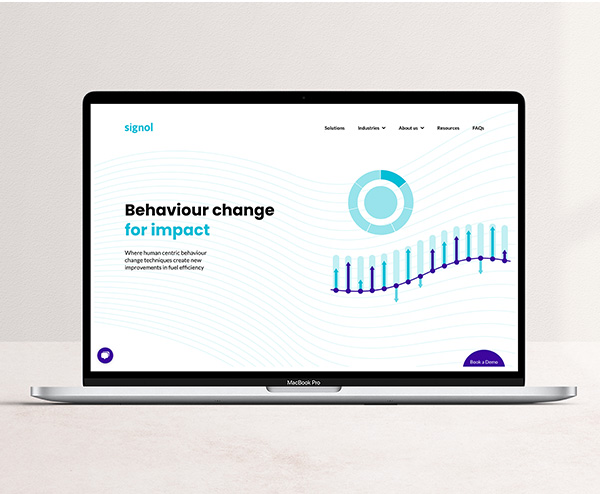 signol
Solutions Industries About us Resources FAQs
Behaviour change
for impact
Where human centric behaviour
change techniques create new
improvements in fuel efficiency
Book a Demo
MacBook Pro